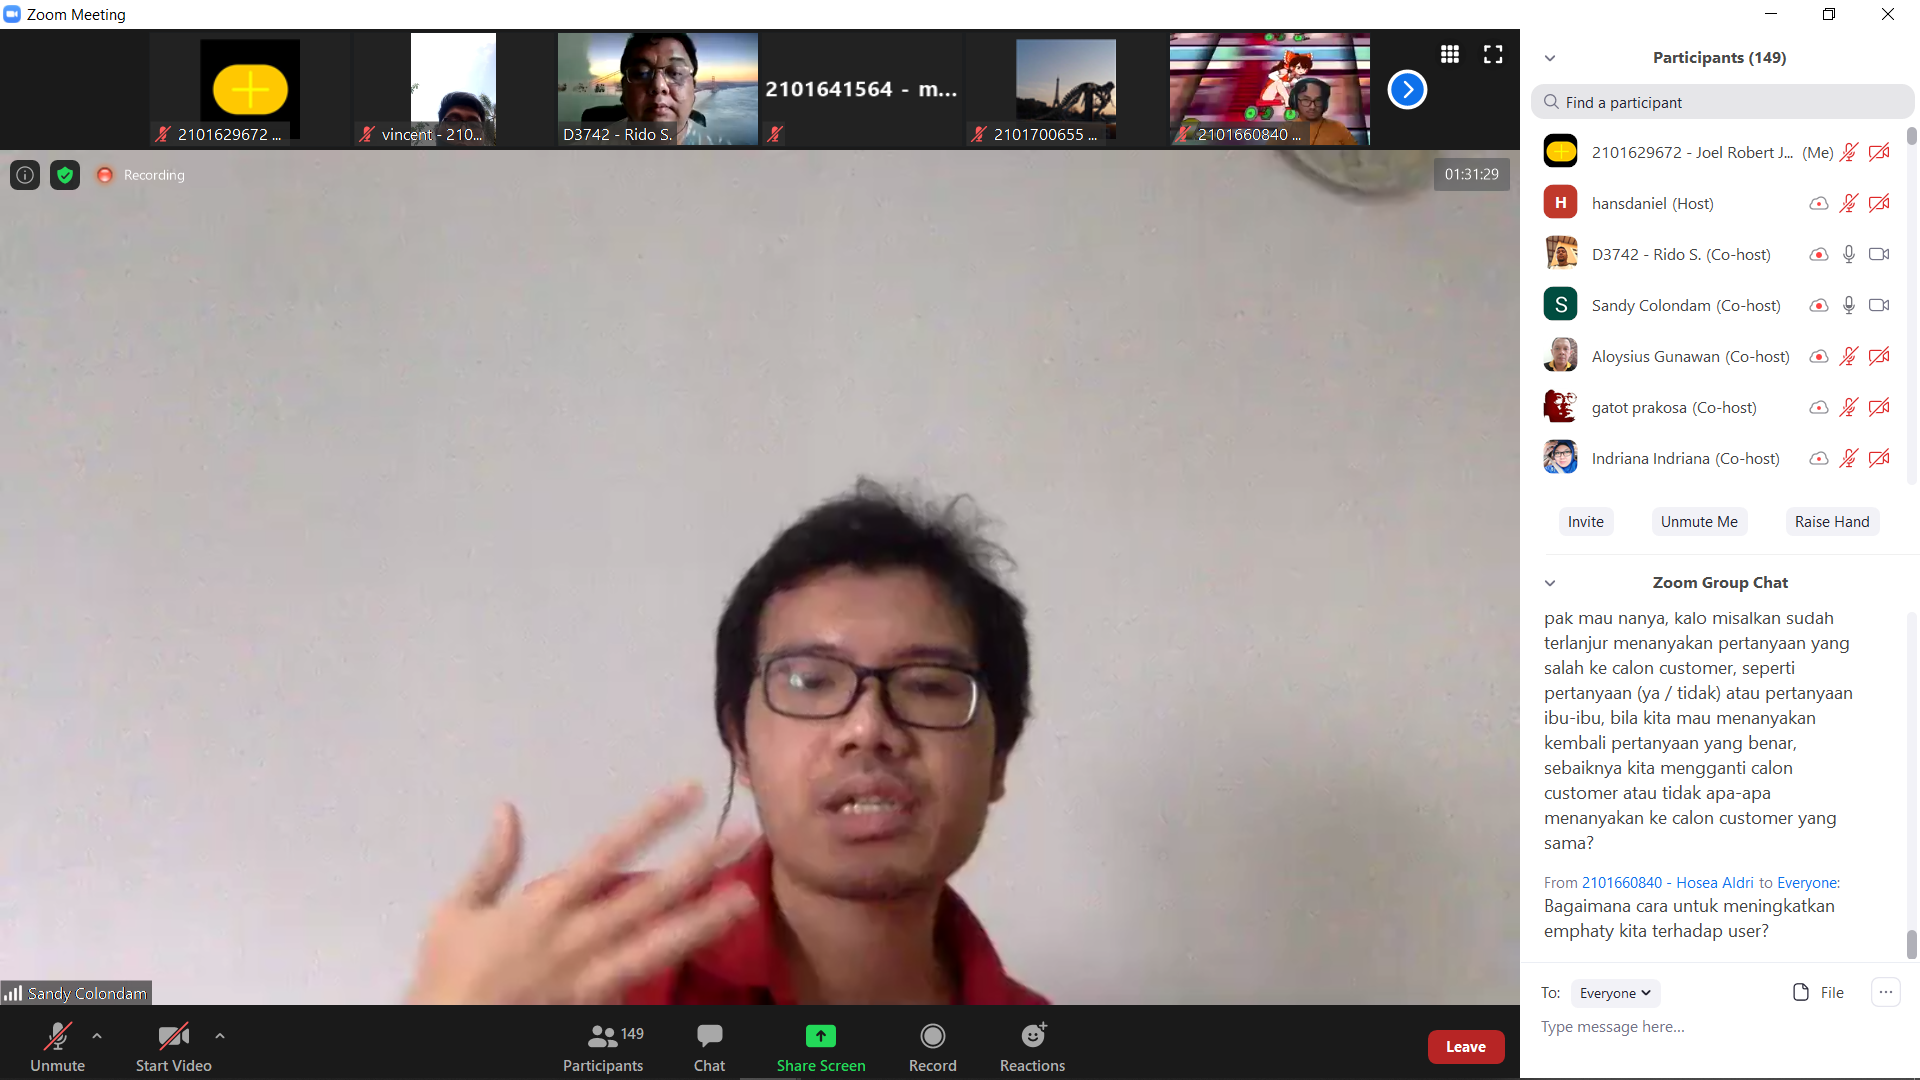 Zoom Meeting
2101629672 ...
vincent - 210...
D3742 - Rido S.
2101641564 - m...
2101700655 ...
2101660840 ...
Recording
01:31:29
Sandy Colondam
Unmute
Start Video
149
Participants
Chat
Share Screen
Record
Reactions
Leave
Participants (149)
Find a participant
2101629672 - Joel Robert J... (Me)
H
hansdaniel (Host)
D3742 - Rido S. (Co-host)
S
Sandy Colondam (Co-host)
Aloysius Gunawan (Co-host)
gatot prakosa (Co-host)
Indriana Indriana (Co-host)
Invite
Unmute Me
Raise Hand
Zoom Group Chat
pak mau nanya, kalo misalkan sudah
terlanjur menanyakan pertanyaan yang
salah ke calon customer, seperti
pertanyaan (ya / tidak) atau pertanyaan
ibu-ibu, bila kita mau menanyakan
kembali pertanyaan yang benar,
sebaiknya kita mengganti calon
customer atau tidak apa-apa
menanyakan ke calon customer yang
sama?
From 2101660840 - Hosea Aldri to Everyone:
Bagaimana cara untuk meningkatkan
emphaty kita terhadap user?
To: Everyone
File
Type message here...